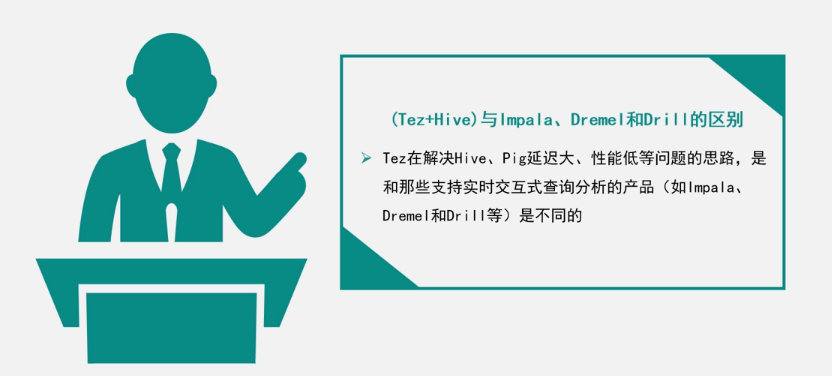 (Tez+Hive)与Impala、Dremel和Drill的区别
Tez在解决Hive、Pig延迟大、性能低等问题的思路，是
和那些支持实时交互式查询分析的产品（如Impala、
Dremel和Drill等）是不同的